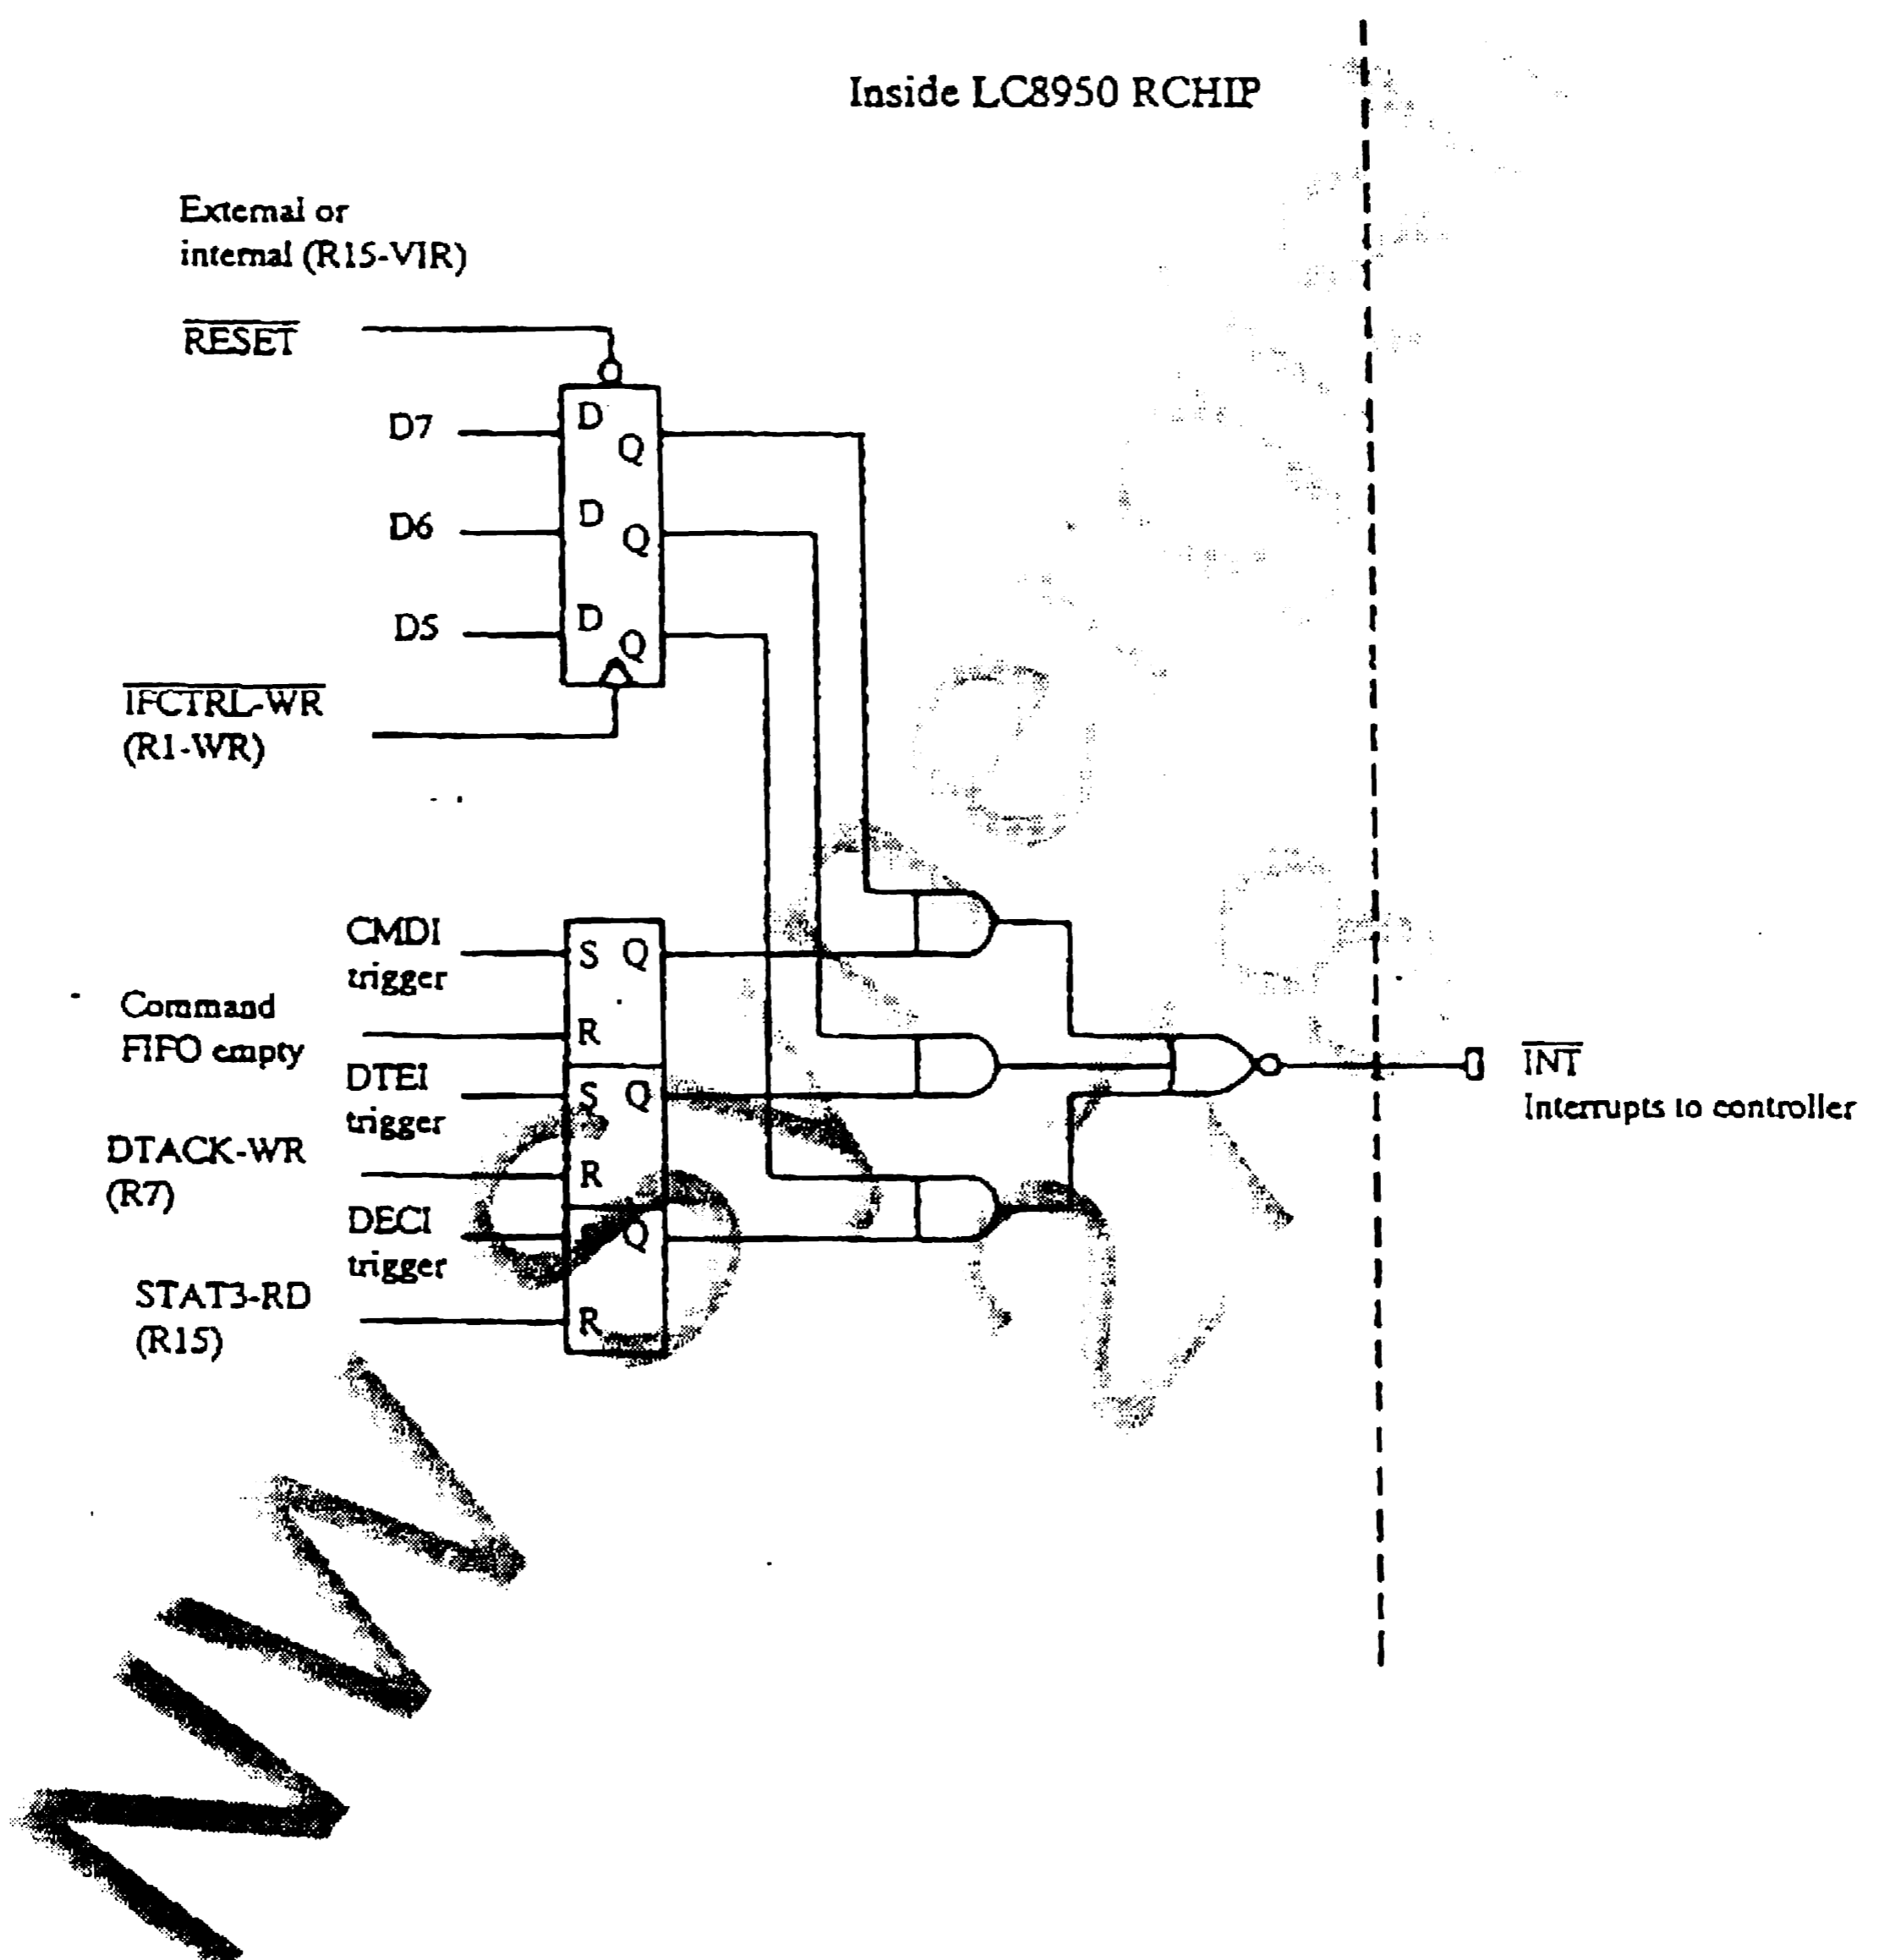 Inside LC8950 RCHIP
External or
internal (R15-VIR)
RESET
D7
D
Q
D6
D
Q
D5
D
Q
IFCTRL-WR
(R1-WR)
CMDI
trigger
S Q
Command
FIFO empty
R
DTEI
trigger
S Q
DTACK-WR
(R7)
R
DECI
trigger
Q
STAT3-RD
(R15)
R
INT
Interrupts to controller